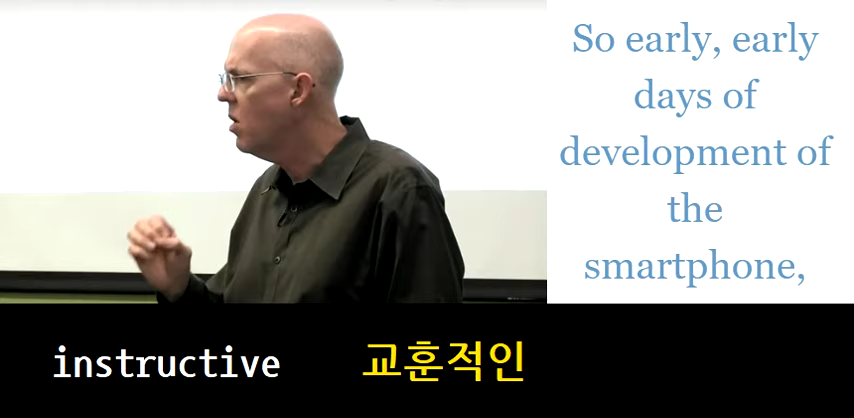 So early, early
days of
development of
the
smartphone,
instructive 교훈적인